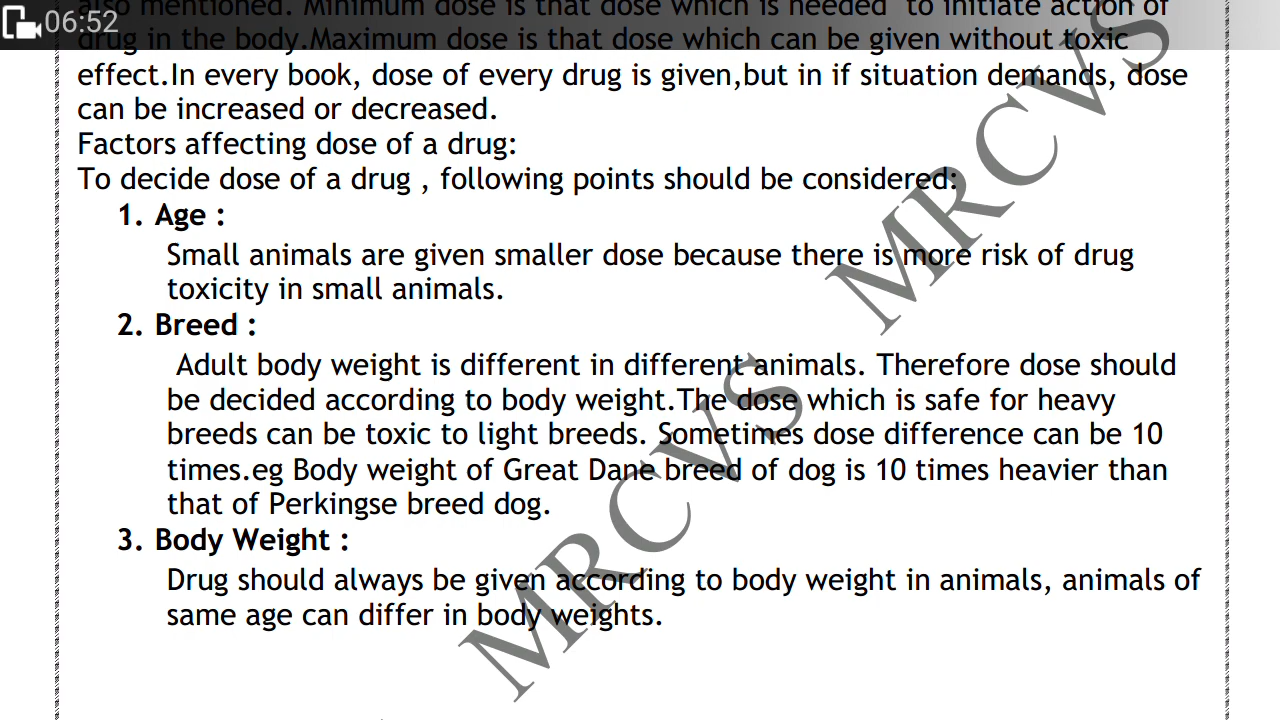 06:52
also mentioned. Minimum dose is that dose which is needed to initiate action of
drug in the body.Maximum dose is that dose which can be given without toxic
effect.In every book, dose of every drug is given,but in if situation demands, dose
can be increased or decreased.
Factors affecting dose of a drug:
To decide dose of a drug , following points should be considered:
1. Age :
Small animals are given smaller dose because there is more risk of drug
toxicity in small animals.
2. Breed :
Adult body weight is different in different animals. Therefore dose should
be decided according to body weight.The dose which is safe for heavy
breeds can be toxic to light breeds. Sometimes dose difference can be 10
times.eg Body weight of Great Dane breed of dog is 10 times heavier than
that of Perkingse breed dog.
3. Body Weight :
Drug should always be given according to body weight in animals, animals of
same age can differ in body weights.
MRCVS
MRCVS